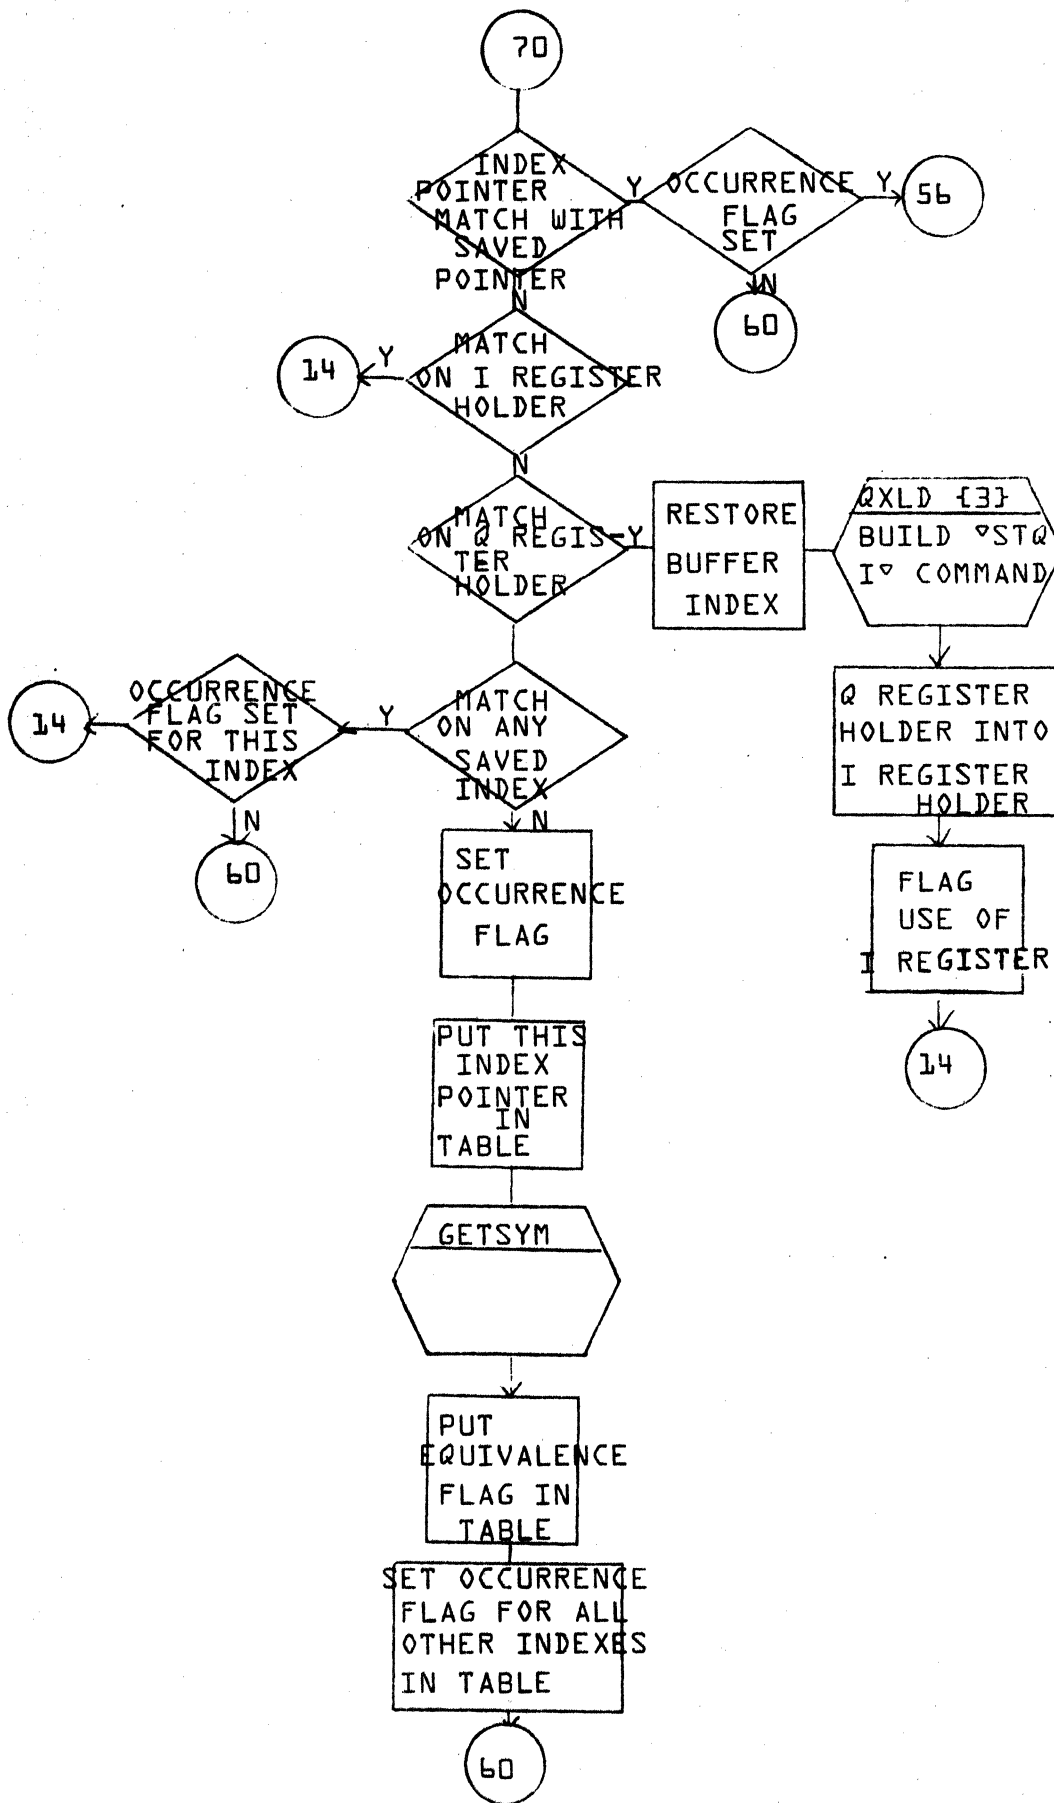 70
INDEX
POINTER
MATCH WITH
SAVED
POINTER
Y
OCCURRENCE
FLAG
SET
Y
56
N
60
N
MATCH
ON I REGISTER
HOLDER
Y
14
N
MATCH
ON Q REGIS-
TER
HOLDER
Y
RESTORE
BUFFER
INDEX
QXLD {3}
BUILD ▿STQ
I▿ COMMAND
Q REGISTER
HOLDER INTO
I REGISTER
HOLDER
FLAG
USE OF
I REGISTER
14
MATCH
ON ANY
SAVED
INDEX
Y
OCCURRENCE
FLAG SET
FOR THIS
INDEX
14
N
60
N
SET
OCCURRENCE
FLAG
PUT THIS
INDEX
POINTER
IN
TABLE
GETSYM
PUT
EQUIVALENCE
FLAG IN
TABLE
SET OCCURRENCE
FLAG FOR ALL
OTHER INDEXES
IN TABLE
60